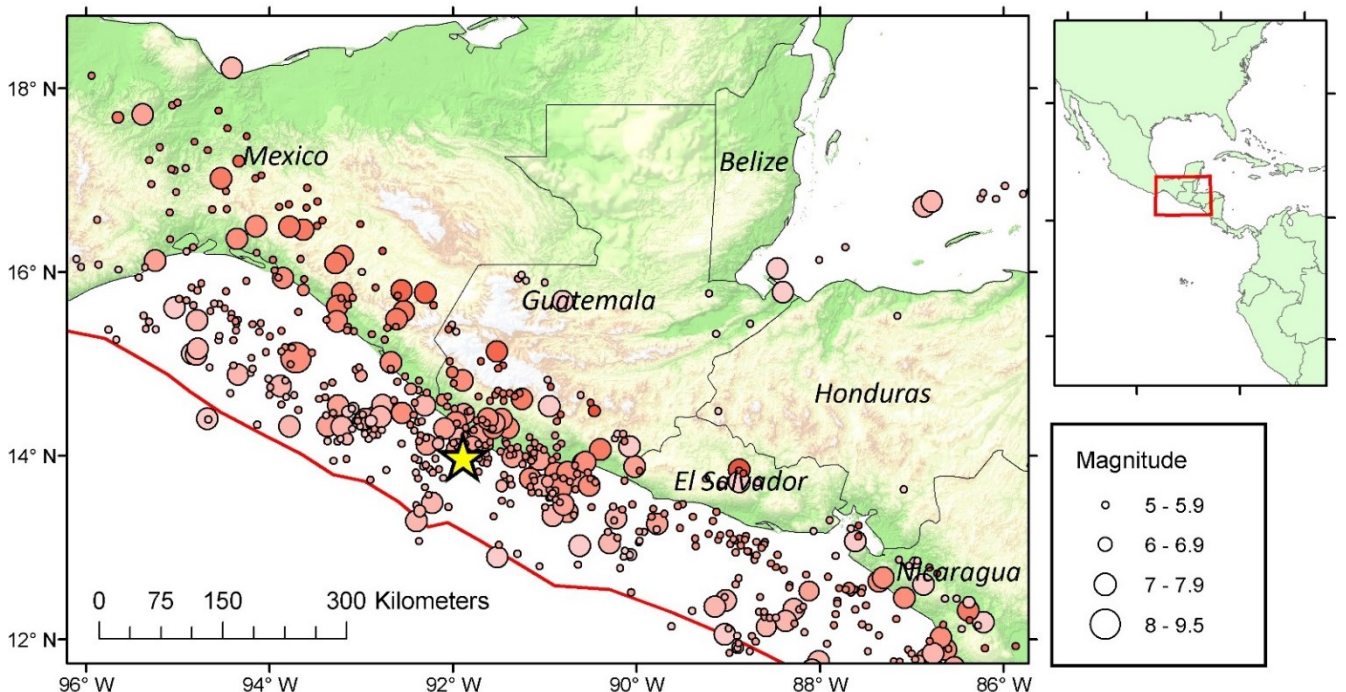 18° N
Mexico
Belize
16° N
Guatemala
Honduras
14° N
El Salvador
Nicaragua
0 75 150 300 Kilometers
12° N
96° W 94° W 92° W 90° W 88° W 86° W
Magnitude
5 - 5.9
6 - 6.9
7 - 7.9
8 - 9.5